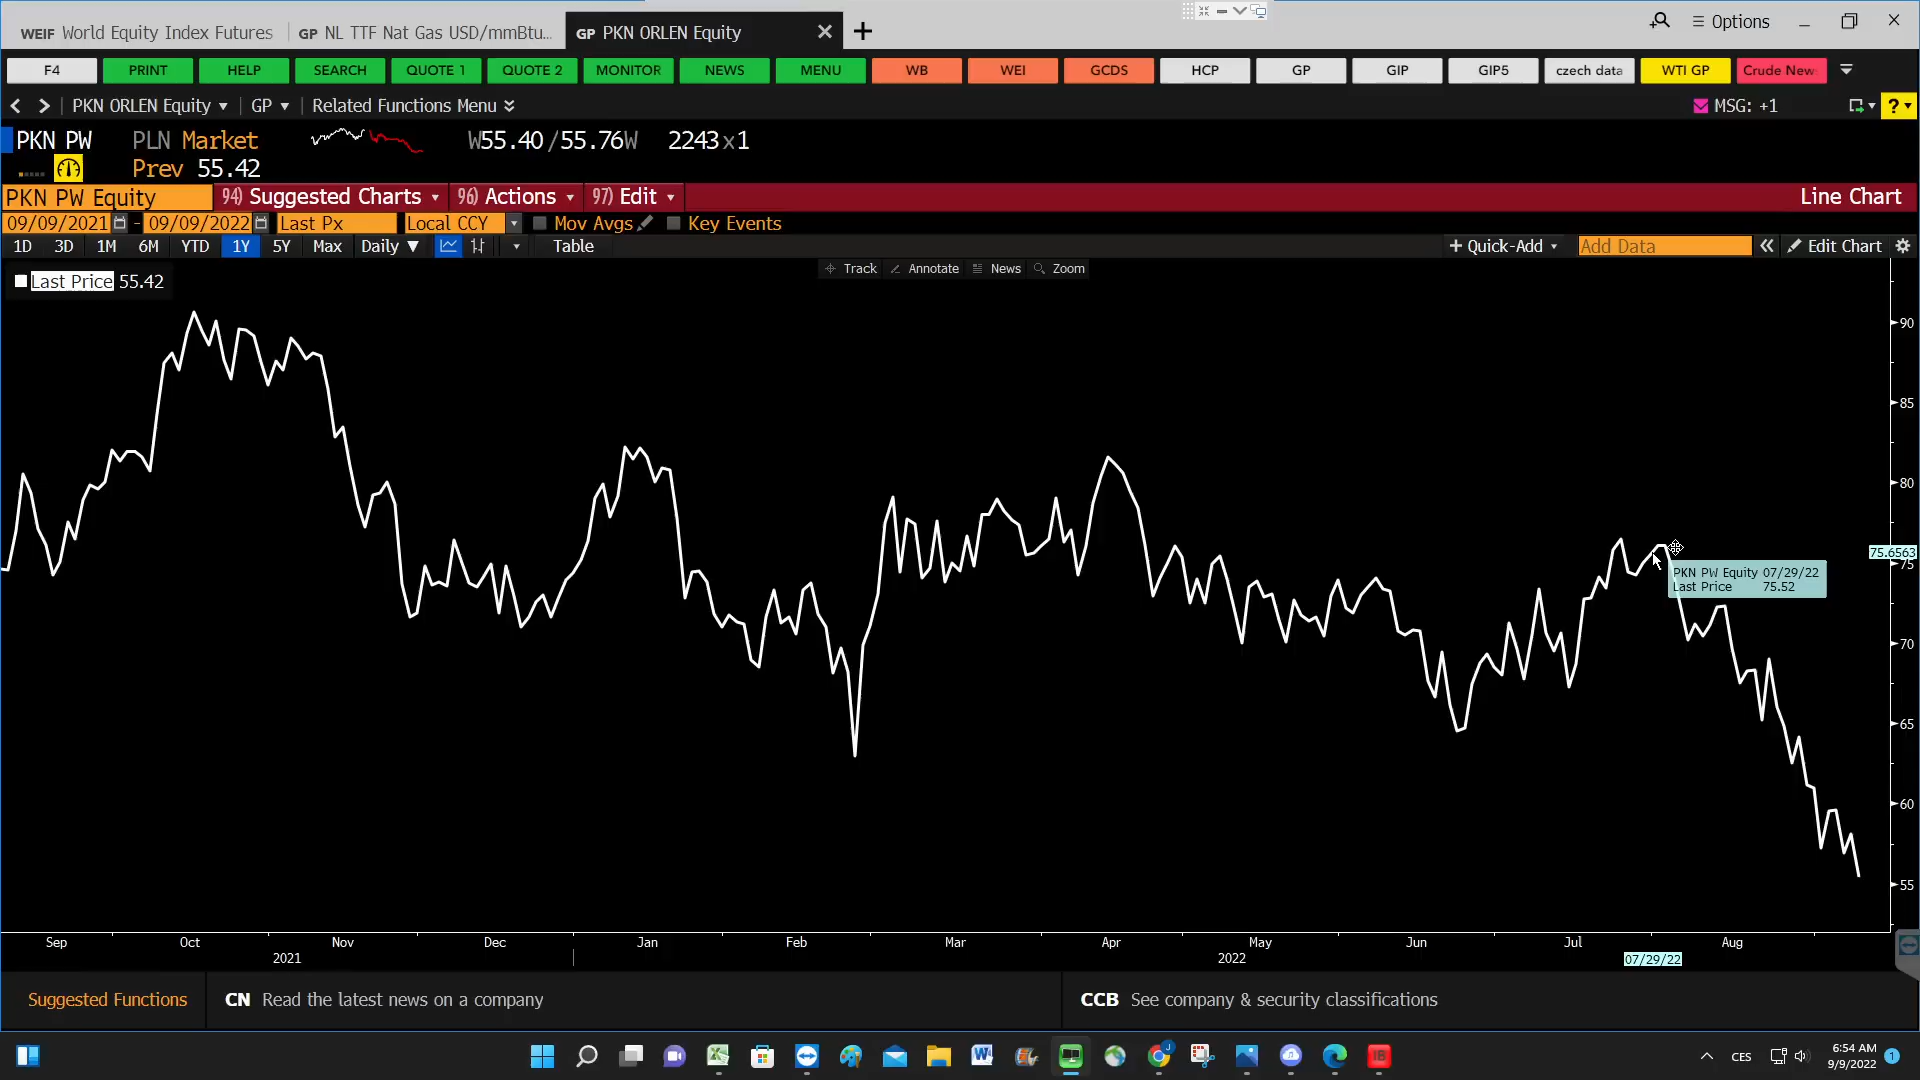 WEIF World Equity Index Futures GP NL TTF Nat Gas USD/mmBtu... GP PKN ORLEN Equity Options
F4 PRINT HELP SEARCH QUOTE 1 QUOTE 2 MONITOR NEWS MENU WB WEI GCDS HCP GP GIP GIP5 czech data WTI GP Crude New
PKN ORLEN Equity GP Related Functions Menu MSG: +1 ?
PKN PW PLN Market W55.40/55.76W 2243x1
Prev 55.42
PKN PW Equity 94) Suggested Charts 96) Actions 97) Edit Line Chart
09/09/2021 - 09/09/2022 Last Px Local CCY Mov Avgs Key Events
1D 3D 1M 6M YTD 1Y 5Y Max Daily ▼ Table + Quick-Add Add Data « Edit Chart
Track Annotate News Zoom
Last Price 55.42
90
85
80
75.6563
75
PKN PW Equity 07/29/22
Last Price 75.52
70
65
60
55
Sep Oct Nov Dec Jan Feb Mar Apr May Jun Jul Aug
2021 2022 07/29/22
Suggested Functions CN Read the latest news on a company CCB See company & security classifications
CES 6:54 AM
9/9/2022 1